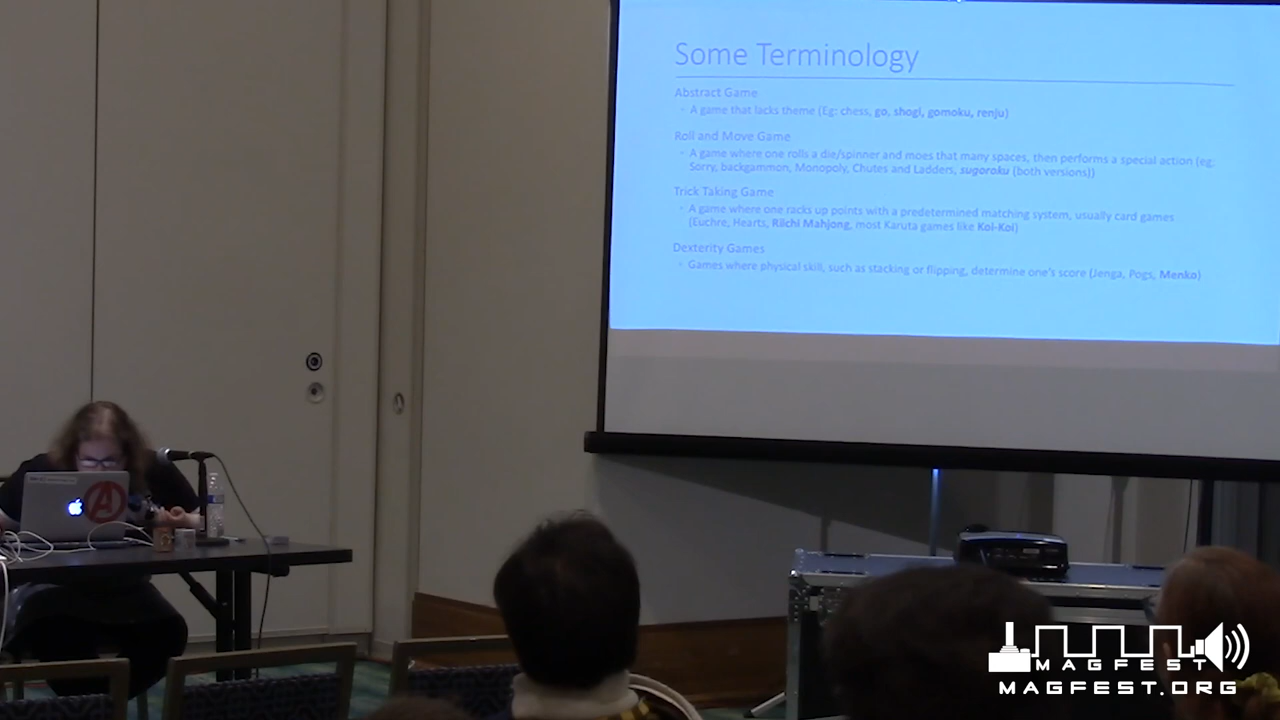 Some Terminology
Abstract Game
A game that lacks theme (Eg: chess, go, shogi, gomoku, renju)
Roll and Move Game
A game where one rolls a die/spinner and moes that many spaces, then performs a special action (eg:
Sorry, backgammon, Monopoly, Chutes and Ladders, sugoroku (both versions))
Trick Taking Game
A game where one racks up points with a predetermined matching system, usually card games
(Euchre, Hearts, Riichi Mahjong, most Karuta games like Koi-Koi)
Dexterity Games
Games where physical skill, such as stacking or flipping, determine one's score (Jenga, Pogs, Menko)
MAGFEST
MAGFEST.ORG